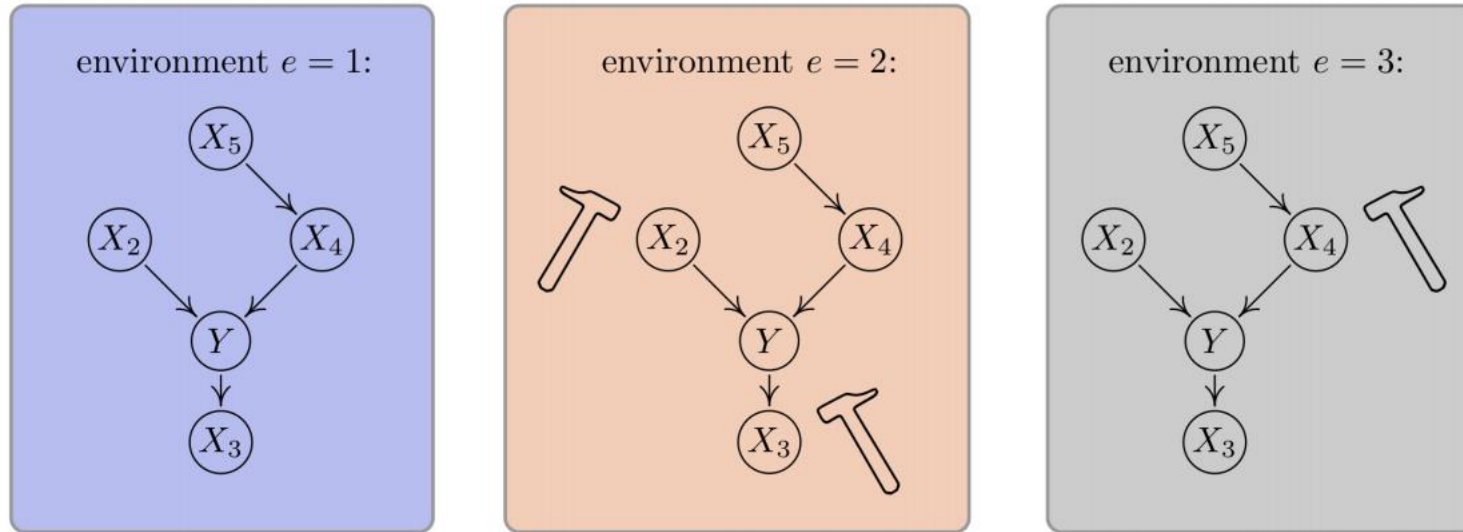 environment e = 1:
X₅
X₂
X₄
Y
X₃
environment e = 2:
X₅
X₂
X₄
Y
X₃
environment e = 3:
X₅
X₂
X₄
Y
X₃